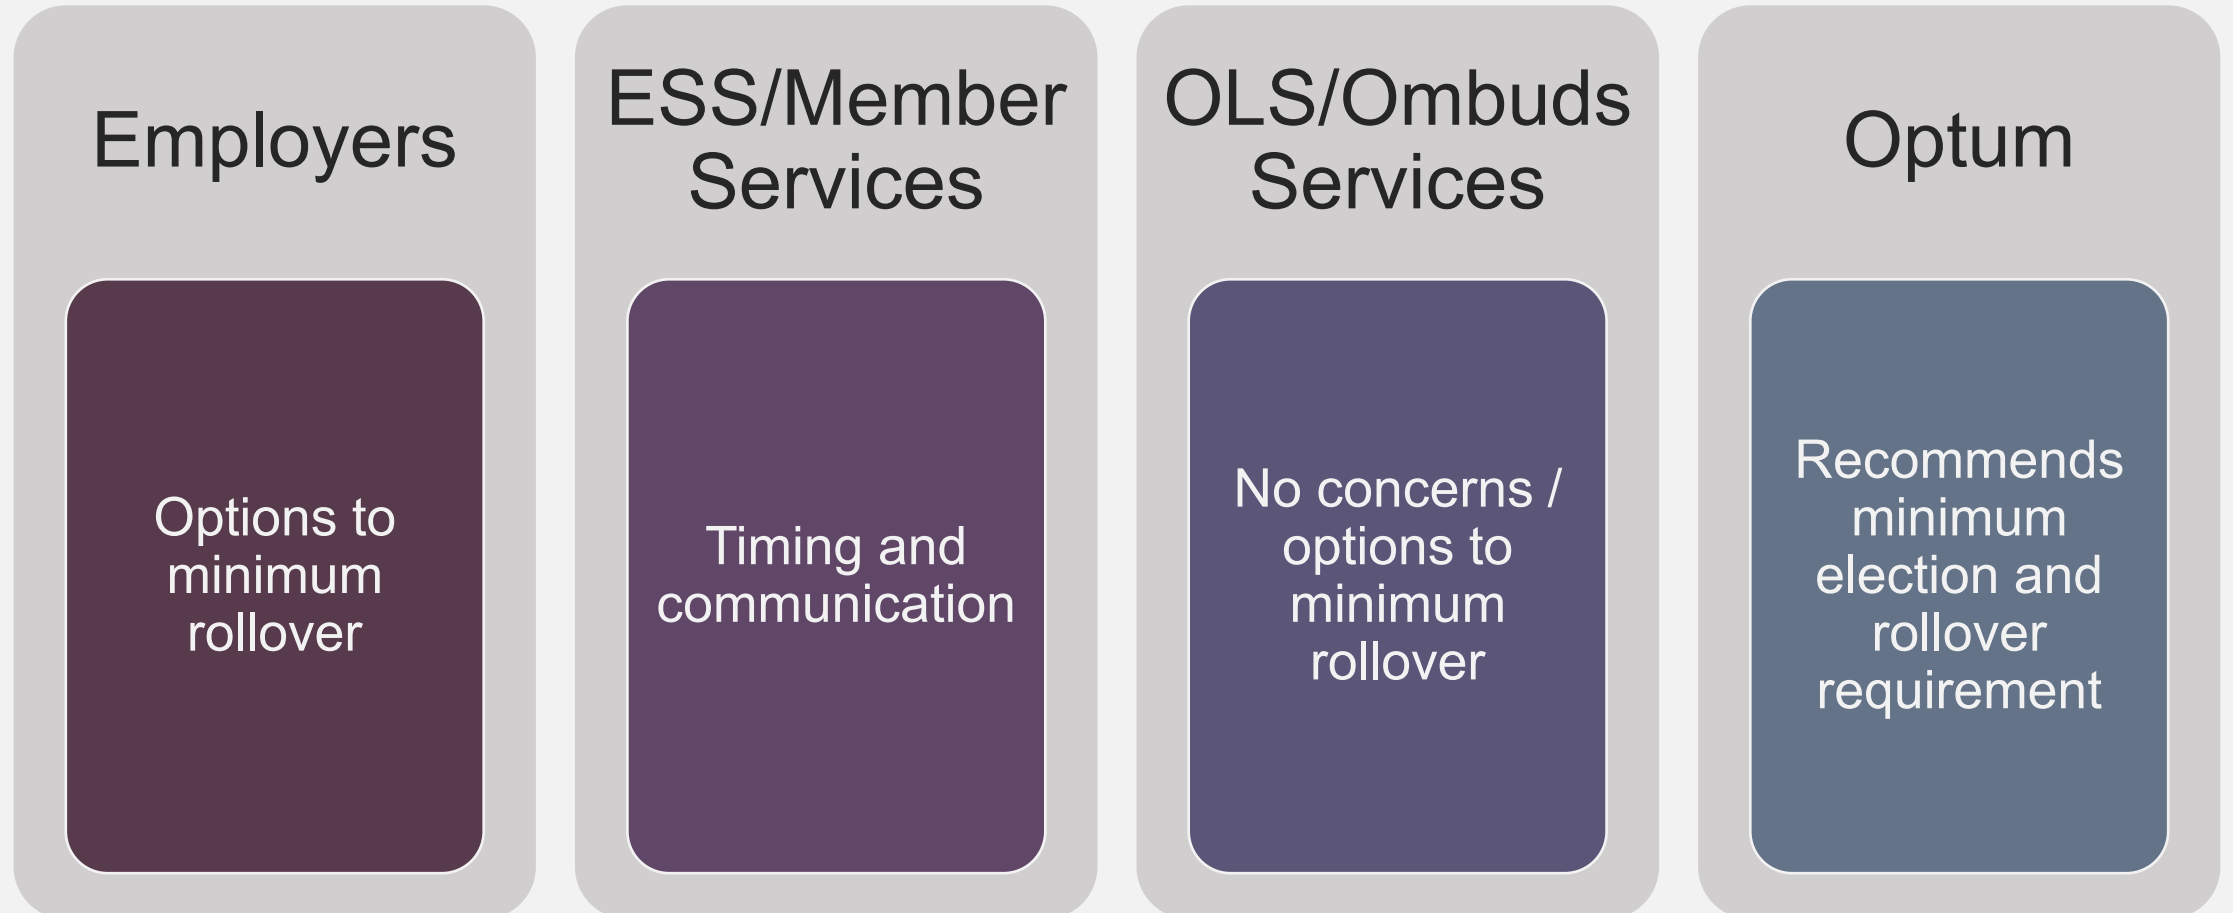 Employers
Options to
minimum
rollover
ESS/Member
Services
Timing and
communication
OLS/Ombuds
Services
No concerns /
options to
minimum
rollover
Optum
Recommends
minimum
election and
rollover
requirement